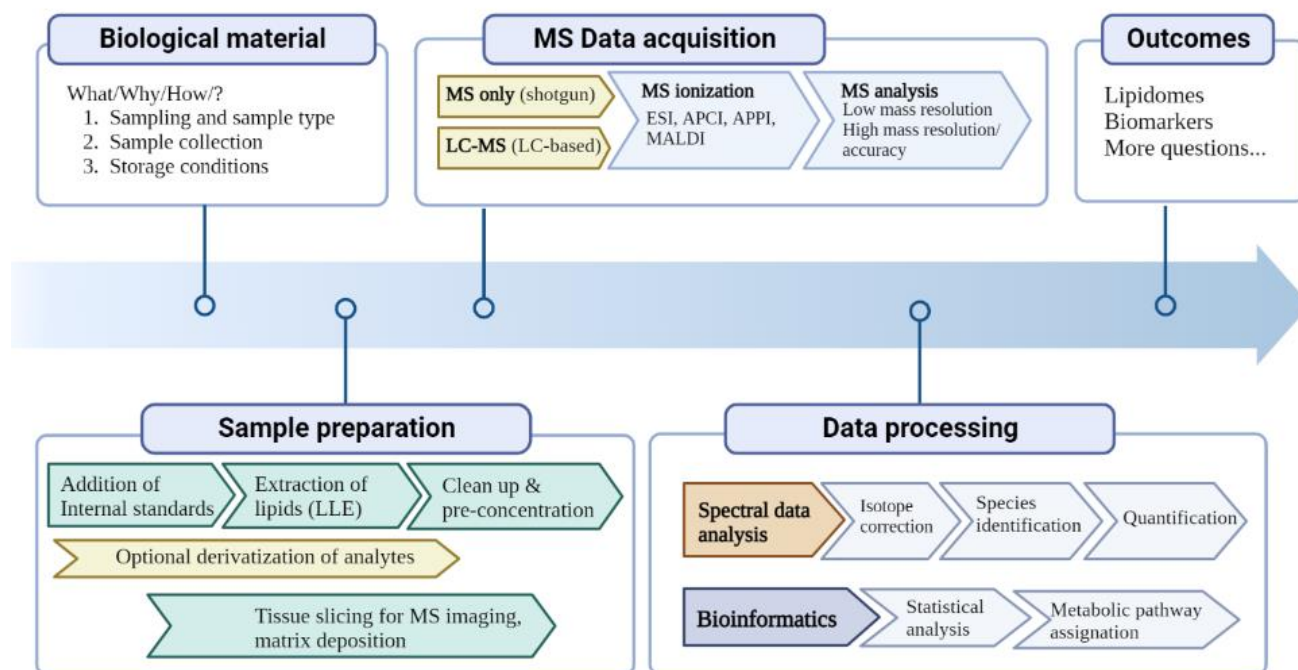 Biological material
What/Why/How/?
1. Sampling and sample type
2. Sample collection
3. Storage conditions
MS Data acquisition
MS only (shotgun)
LC-MS (LC-based)
MS ionization
ESI, APCI, APPI,
MALDI
MS analysis
Low mass resolution
High mass resolution/
accuracy
Outcomes
Lipidomes
Biomarkers
More questions...
Sample preparation
Addition of
Internal standards
Extraction of
lipids (LLE)
Clean up &
pre-concentration
Optional derivatization of analytes
Tissue slicing for MS imaging,
matrix deposition
Data processing
Spectral data
analysis
Isotope
correction
Species
identification
Quantification
Bioinformatics
Statistical
analysis
Metabolic pathway
assignation